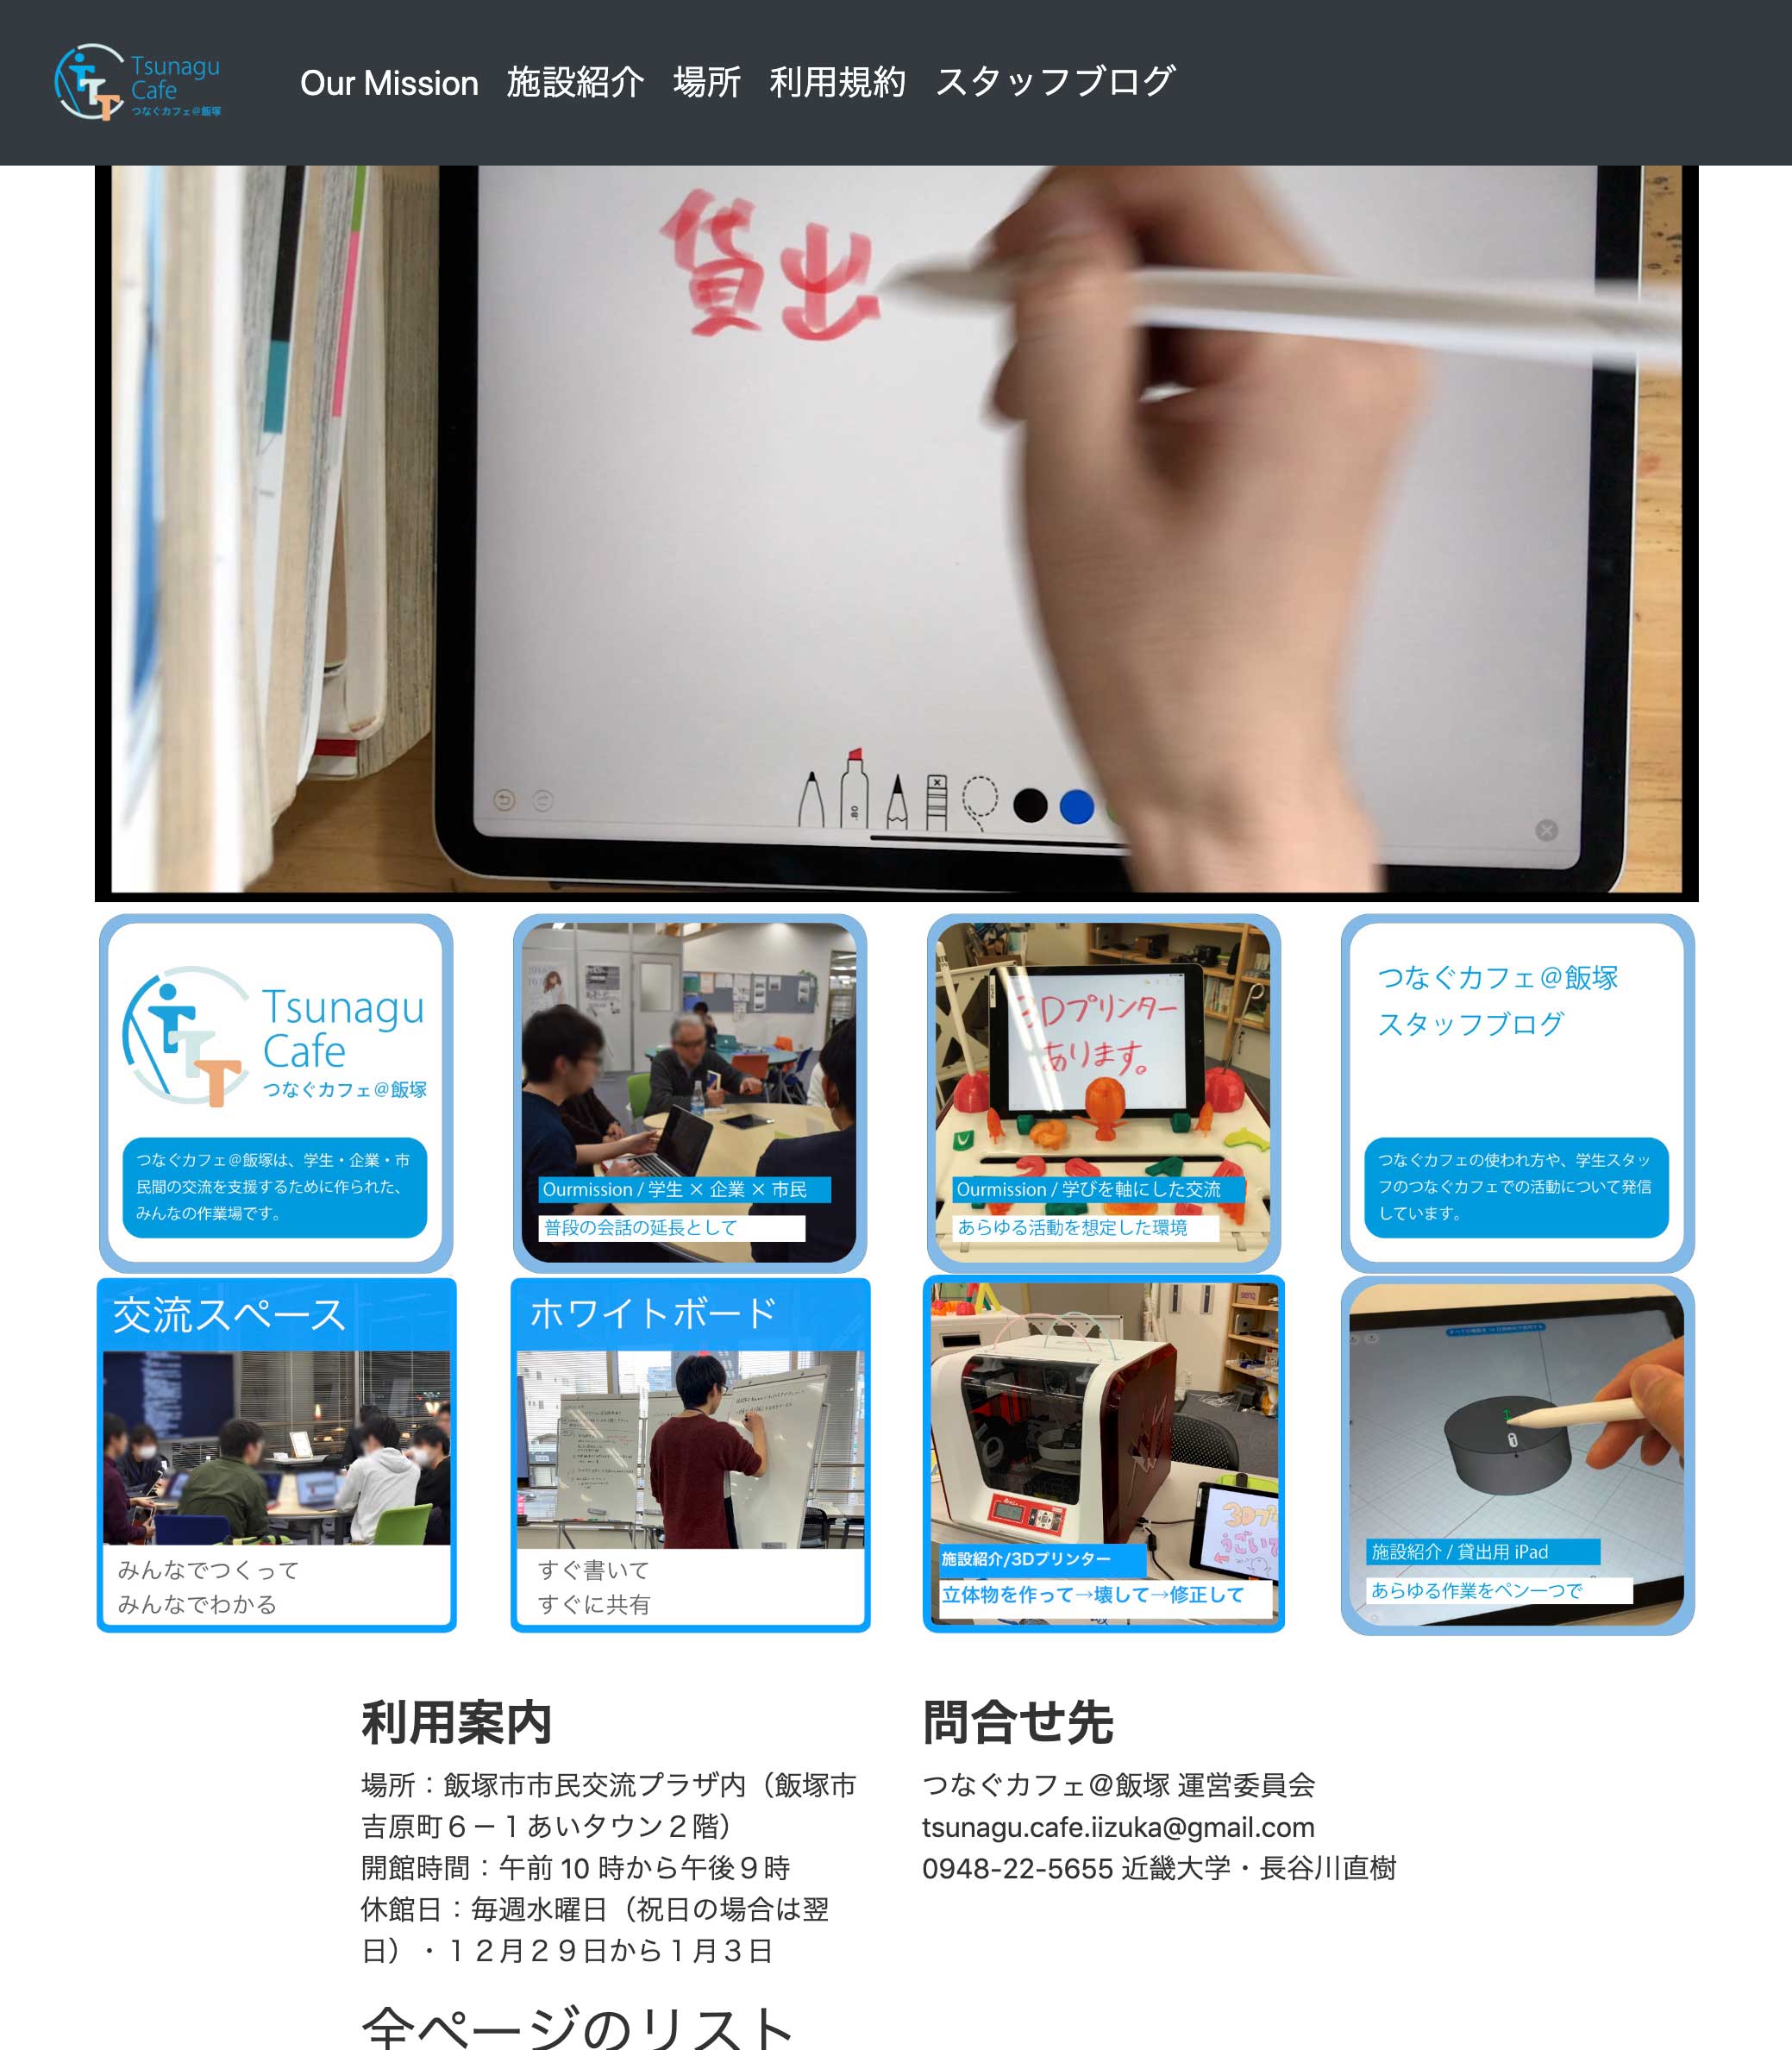 Tsunagu
Cafe
つなぐカフェ@飯塚
Our Mission 施設紹介 場所 利用規約 スタッフブログ
貸出
.80
Tsunagu
Cafe
つなぐカフェ@飯塚
つなぐカフェ@飯塚は、学生・企業・市
民間の交流を支援するために作られた、
みんなの作業場です。
Ourmission / 学生 × 企業 × 市民
普段の会話の延長として
3Dプリンター
あります。
Ourmission / 学びを軸にした交流
あらゆる活動を想定した環境
つなぐカフェ@飯塚
スタッフブログ
つなぐカフェの使われ方や、学生スタッ
フのつなぐカフェでの活動について発信
しています。
交流スペース
みんなでつくって
みんなでわかる
ホワイトボード
すぐ書いて
すぐに共有
施設紹介/3Dプリンター
立体物を作って→壊して→修正して
施設紹介 / 貸出用 iPad
あらゆる作業をペン一つで
利用案内
場所：飯塚市市民交流プラザ内（飯塚市
吉原町６－１あいタウン２階）
開館時間：午前 10 時から午後９時
休館日：毎週水曜日（祝日の場合は翌
日）・１２月２９日から１月３日
問合せ先
つなぐカフェ＠飯塚 運営委員会
tsunagu.cafe.iizuka@gmail.com
0948-22-5655 近畿大学・長谷川直樹
全ページのリスト